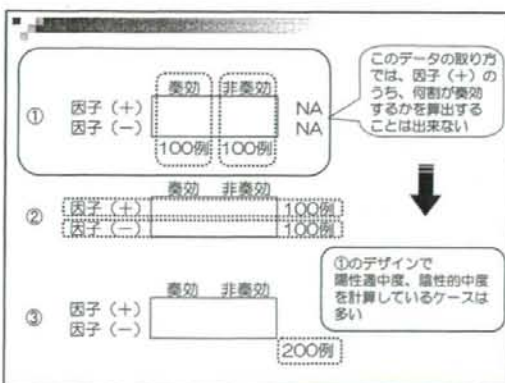 奏効 非奏効
① 因子（＋） NA
因子（－） NA
100例 100例
このデータの取り方
では、因子（＋）の
うち、何割が奏効
するかを算出する
ことは出来ない
奏効 非奏効
② 因子（＋） 100例
因子（－） 100例
①のデザインで
陽性適中度、陰性的中度
を計算しているケースは
多い
奏効 非奏効
③ 因子（＋）
因子（－）
200例